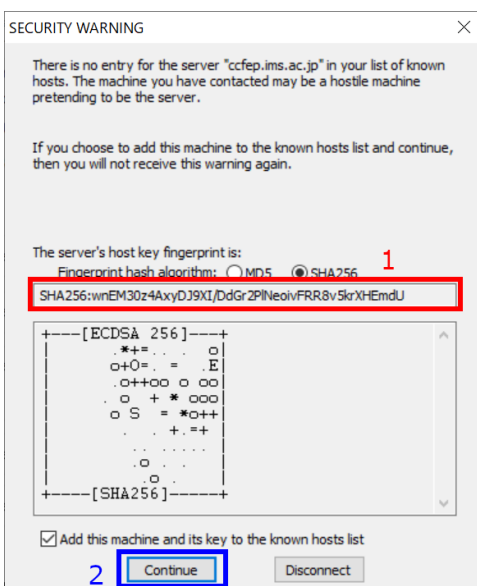 SECURITY WARNING
There is no entry for the server "ccfep.ims.ac.jp" in your list of known
hosts. The machine you have contacted may be a hostile machine
pretending to be the server.
If you choose to add this machine to the known hosts list and continue,
then you will not receive this warning again.
The server's host key fingerprint is:
1
Fingerprint hash algorithm: MD5 SHA256
SHA256:wnEM30z4AxyDJ9XI/DdGr2PlNeoivFRR8v5krXHEmdU
+---[ECDSA 256]---+
|      .*+=.. .  o|
|     o+O=. =  .E|
|     .o++oo o oo|
|    . o  + * ooo|
|     o S  = *o++|
|      .  . +.=+ |
|       .. ..... |
|       .o . .   |
|        .o .    |
+----[SHA256]-----+
Add this machine and its key to the known hosts list
2 Continue Disconnect